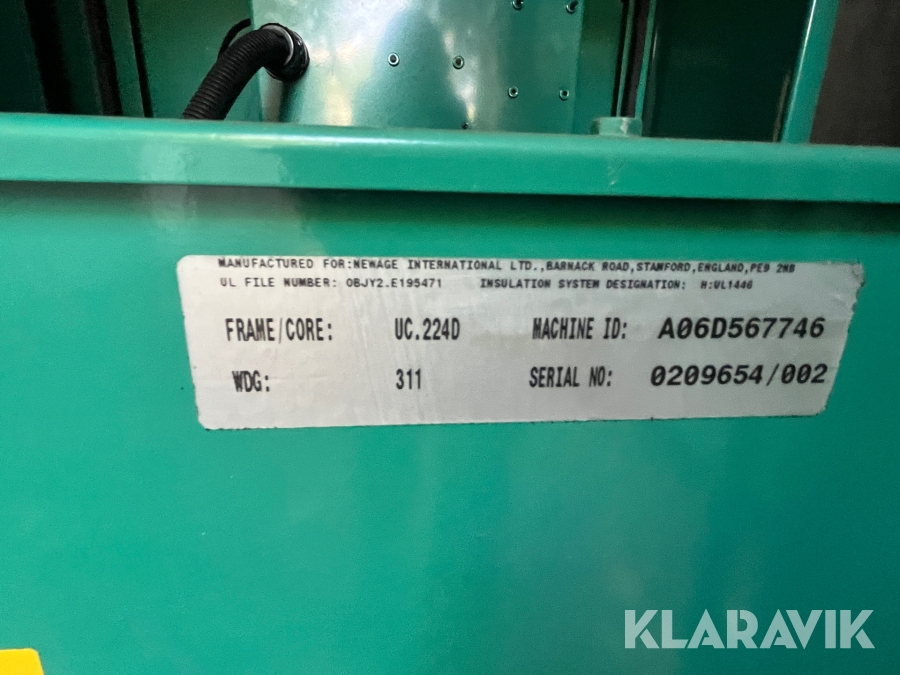 MANUFACTURED FOR:NEWAGE INTERNATIONAL LTD.,BARNACK ROAD,STAMFORD,ENGLAND,PE9 2NB
UL FILE NUMBER: OBJY2.E195471 INSULATION SYSTEM DESIGNATION: H:UL1446
FRAME/CORE: UC.224D MACHINE ID: A06D567746
WDG: 311 SERIAL NO: 0209654/002
KLARAVIK